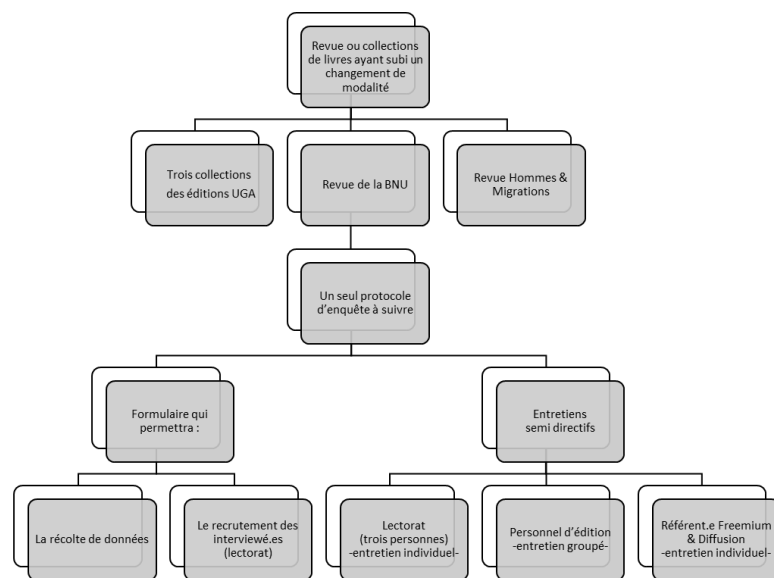 Revue ou collections
de livres ayant subi un
changement de
modalité
Trois collections
des éditions UGA
Revue de la BNU
Revue Hommes &
Migrations
Un seul protocole
d'enquête à suivre
Formulaire qui
permettra :
Entretiens
semi directifs
La récolte de données
Le recrutement des
interviewé.es
(lectorat)
Lectorat
(trois personnes)
-entretien individuel-
Personnel d'édition
-entretien groupé-
Référent.e Freemium
& Diffusion
-entretien individuel-